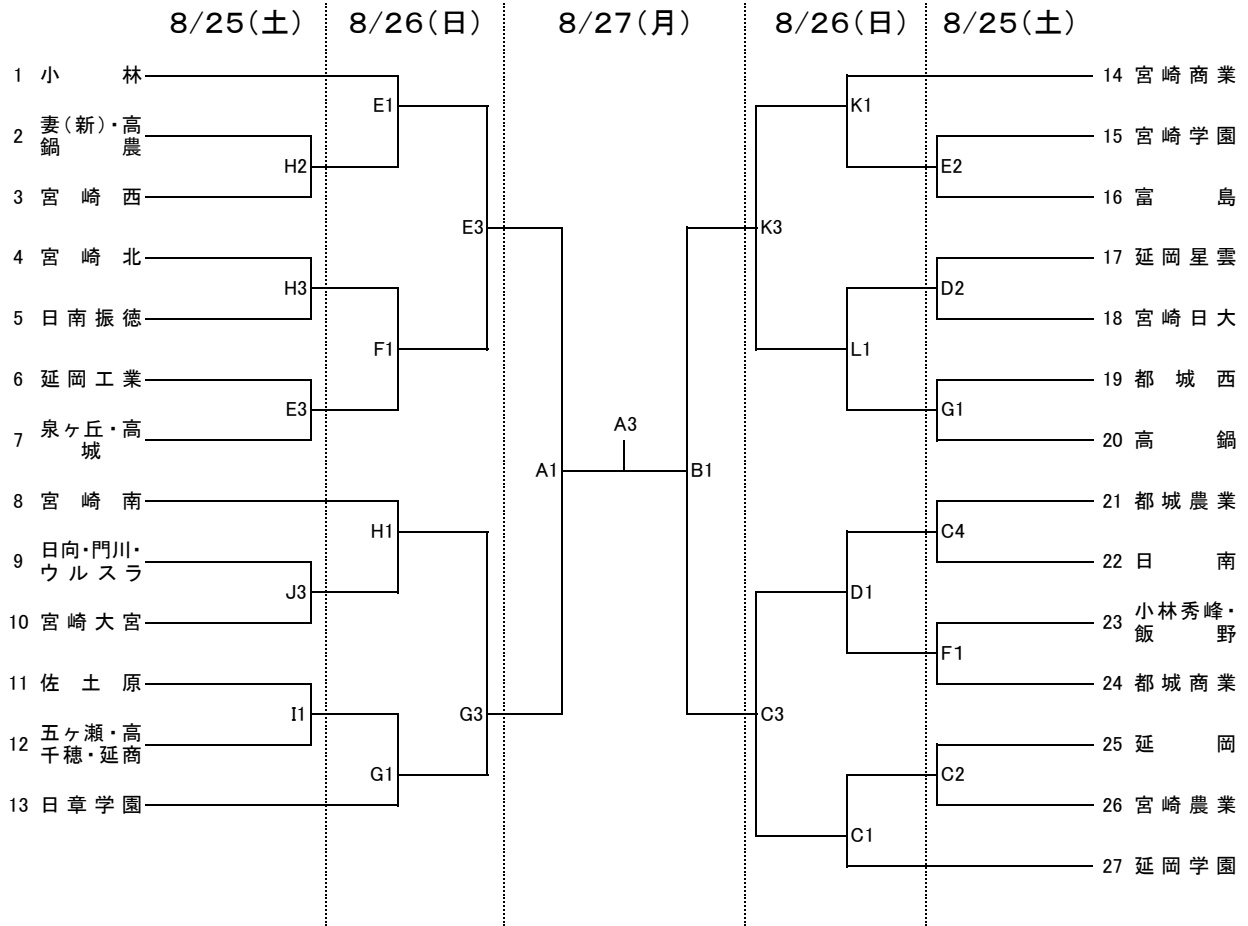 8/25(土) 8/26(日) 8/27(月) 8/26(日) 8/25(土)
1 小林
E1
2 妻(新)・高
鍋農
H2
3 宮崎西
E3
4 宮崎北
H3
5 日南振徳
F1
6 延岡工業
E3
7 泉ヶ丘・高
城
A1
8 宮崎南
H1
9 日向・門川・
ウルスラ
J3
10 宮崎大宮
11 佐土原
I1
G3
12 五ヶ瀬・高
千穂・延商
G1
13 日章学園
A3
14 宮崎商業
K1
15 宮崎学園
E2
16 富島
K3
17 延岡星雲
D2
18 宮崎日大
L1
19 都城西
G1
20 高鍋
B1
21 都城農業
C4
22 日南
D1
23 小林秀峰・
飯野
F1
24 都城商業
C3
25 延岡
C2
26 宮崎農業
C1
27 延岡学園